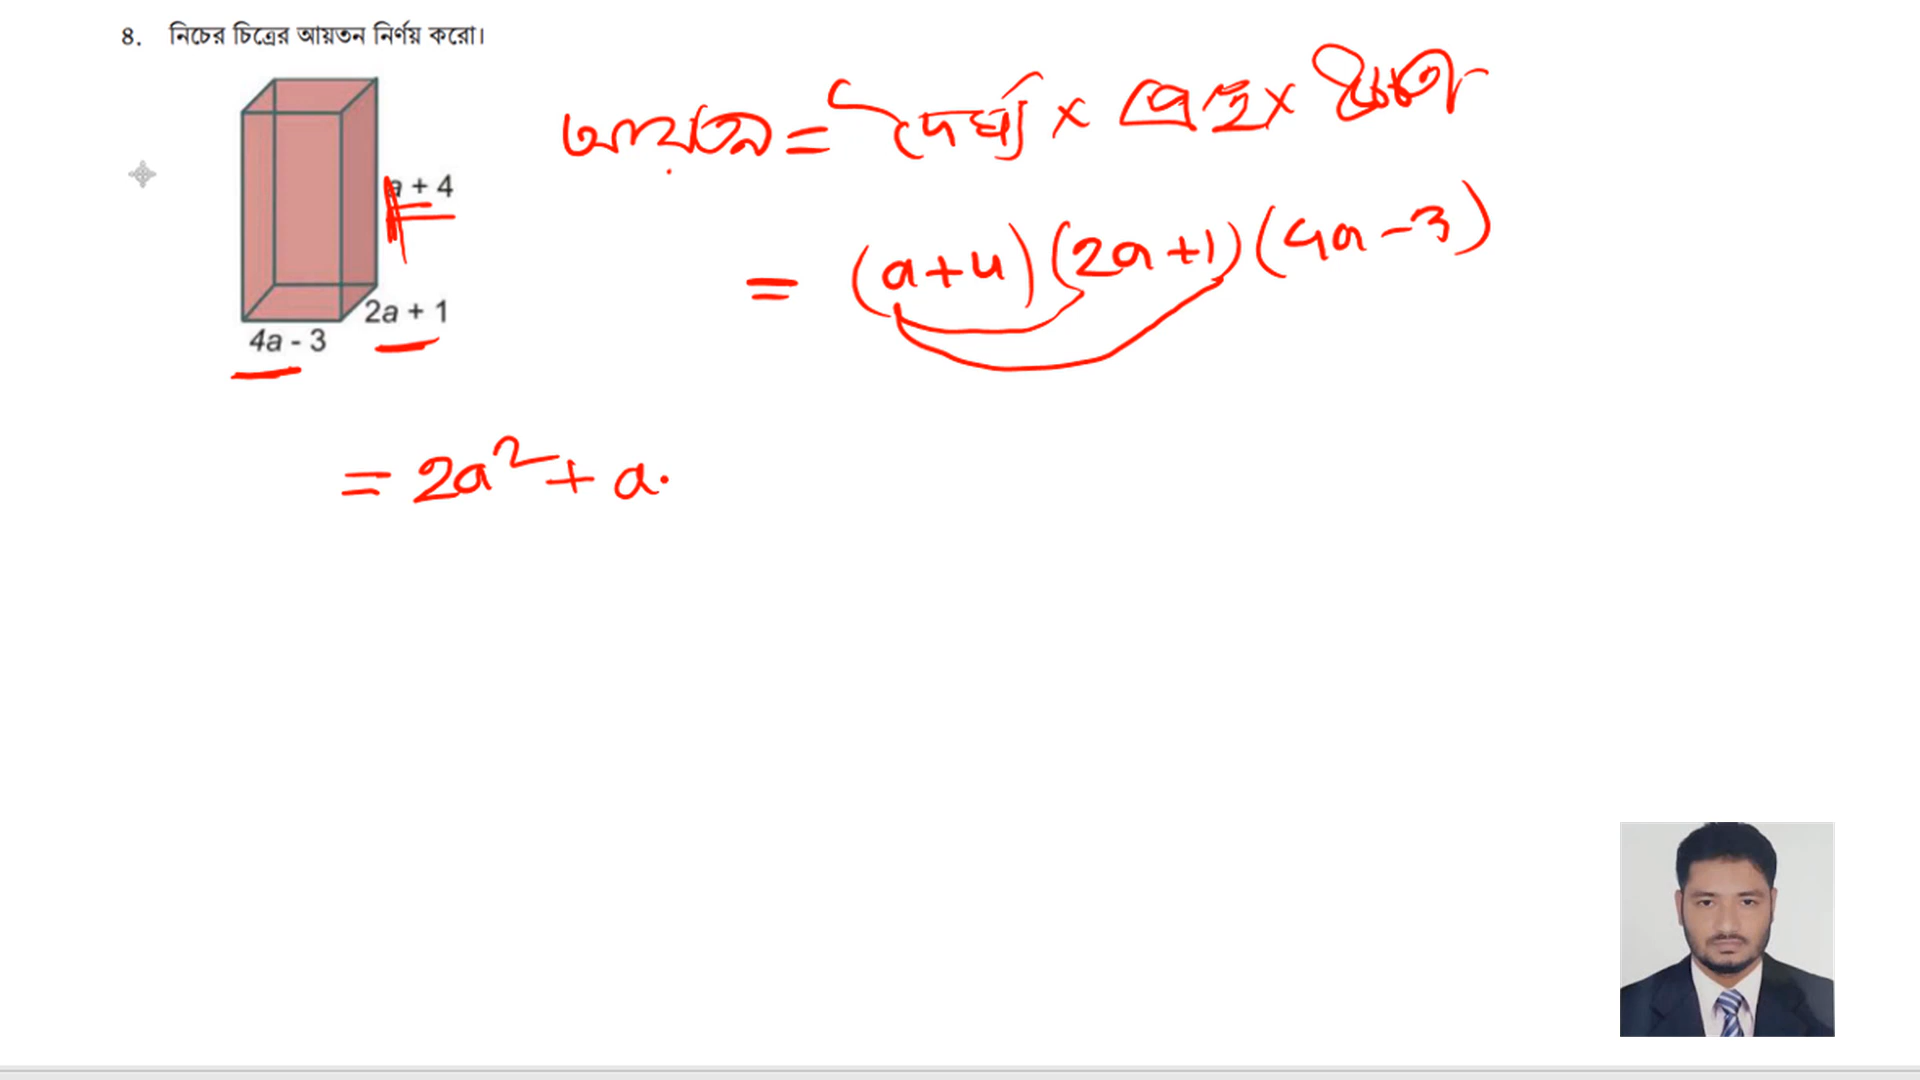 ৪. নিচের চিত্রের আয়তন নির্ণয় করো।
আয়তন = দৈর্ঘ্য × প্রস্থ × উচ্চতা
a + 4
= (a+4)(2a+1)(4a-3)
2a + 1
4a - 3
= 2a² + a.